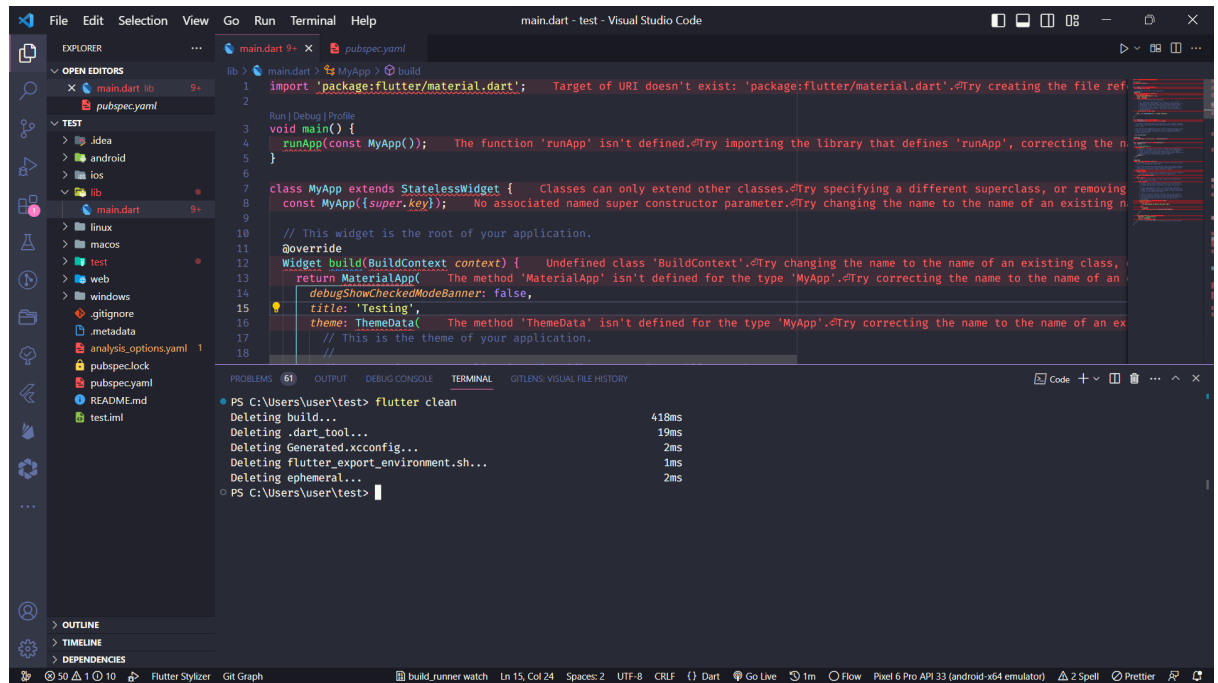 File Edit Selection View Go Run Terminal Help main.dart - test - Visual Studio Code
EXPLORER
OPEN EDITORS
main.dart lib 9+
pubspec.yaml
TEST
.idea
android
ios
lib
main.dart 9+
linux
macos
test
web
windows
.gitignore
.metadata
analysis_options.yaml 1
pubspec.lock
pubspec.yaml
README.md
test.iml
OUTLINE
TIMELINE
DEPENDENCIES
main.dart 9+ pubspec.yaml
lib > main.dart > MyApp > build
1 import 'package:flutter/material.dart'; Target of URI doesn't exist: 'package:flutter/material.dart'.⏎Try creating the file ref
2
Run | Debug | Profile
3 void main() {
4 runApp(const MyApp()); The function 'runApp' isn't defined.⏎Try importing the library that defines 'runApp', correcting the n
5 }
6
7 class MyApp extends StatelessWidget { Classes can only extend other classes.⏎Try specifying a different superclass, or removing
8 const MyApp({super.key}); No associated named super constructor parameter.⏎Try changing the name to the name of an existing n
9
10 // This widget is the root of your application.
11 @override
12 Widget build(BuildContext context) { Undefined class 'BuildContext'.⏎Try changing the name to the name of an existing class,
13 return MaterialApp( The method 'MaterialApp' isn't defined for the type 'MyApp'.⏎Try correcting the name to the name of an
14 debugShowCheckedModeBanner: false,
15 title: 'Testing',
16 theme: ThemeData( The method 'ThemeData' isn't defined for the type 'MyApp'.⏎Try correcting the name to the name of an ex
17 // This is the theme of your application.
18 //
PROBLEMS 61 OUTPUT DEBUG CONSOLE TERMINAL GITLENS: VISUAL FILE HISTORY Code
PS C:\Users\user\test> flutter clean
Deleting build... 418ms
Deleting .dart_tool... 19ms
Deleting Generated.xcconfig... 2ms
Deleting flutter_export_environment.sh... 1ms
Deleting ephemeral... 2ms
PS C:\Users\user\test>
50 1 10 Flutter Stylizer Git Graph build_runner watch Ln 15, Col 24 Spaces: 2 UTF-8 CRLF {} Dart Go Live 1m Flow Pixel 6 Pro API 33 (android-x64 emulator) 2 Spell Prettier